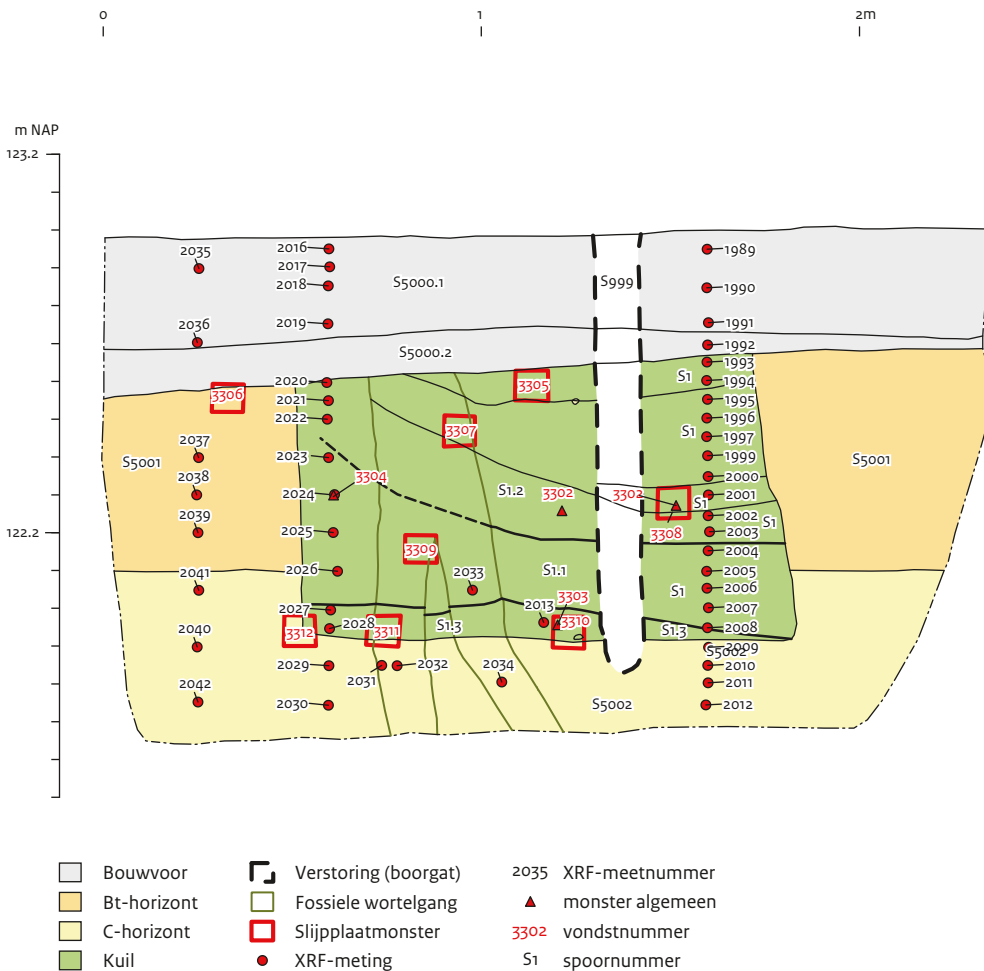 0 1 2m
m NAP
123.2
2035 2016 1989
2017
2018 S5000.1 S999 1990
2036 2019 1991
1992
S5000.2 1993
2020 3305 S1 1994
3306 2021 1995
2022 3307 1996
2037 S1 1997
S5001 2023 1999 S5001
2038 3304 2000
2024 S1.2 3302 3302 S1 2001
2039 2002
122.2 2025 3308 S1 2003
3309 2004
2041 2026 2033 S1.1 2005
S1 2006
2027 2013 3303 2007
2040 3312 2028 3311 S1.3 3310 S1.3 2008
2009
S5002
2042 2029 2031 2032 2034 2010
2011
2030 S5002 2012
Bouwvoor Verstoring (boorgat) 2035 XRF-meetnummer
Bt-horizont Fossiele wortelgang monster algemeen
C-horizont Slijpplaatmonster 3302 vondstnummer
Kuil XRF-meting S1 spoornummer